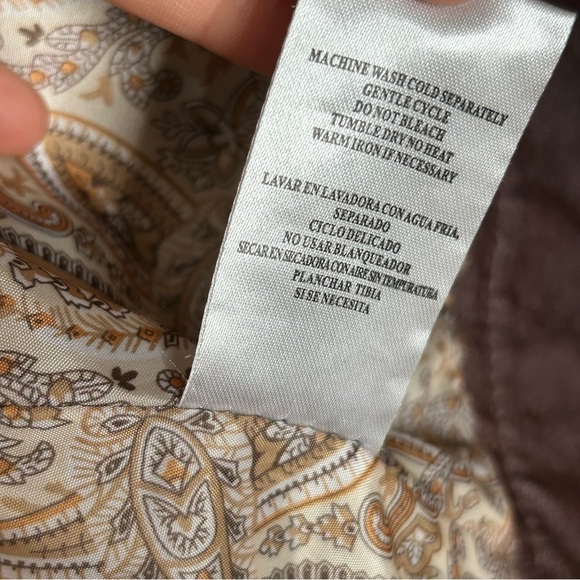 MACHINE WASH COLD SEPARATELY
GENTLE CYCLE
DO NOT BLEACH
TUMBLE DRY NO HEAT
WARM IRON IF NECESSARY
LAVAR EN LAVADORA CON AGUA FRIA,
SEPARADO
CICLO DELICADO
NO USAR BLANQUEADOR
SECAR EN SECADORA CON AIRE SIN TEMPERATURA
PLANCHAR TIBIA
SI SE NECESITA